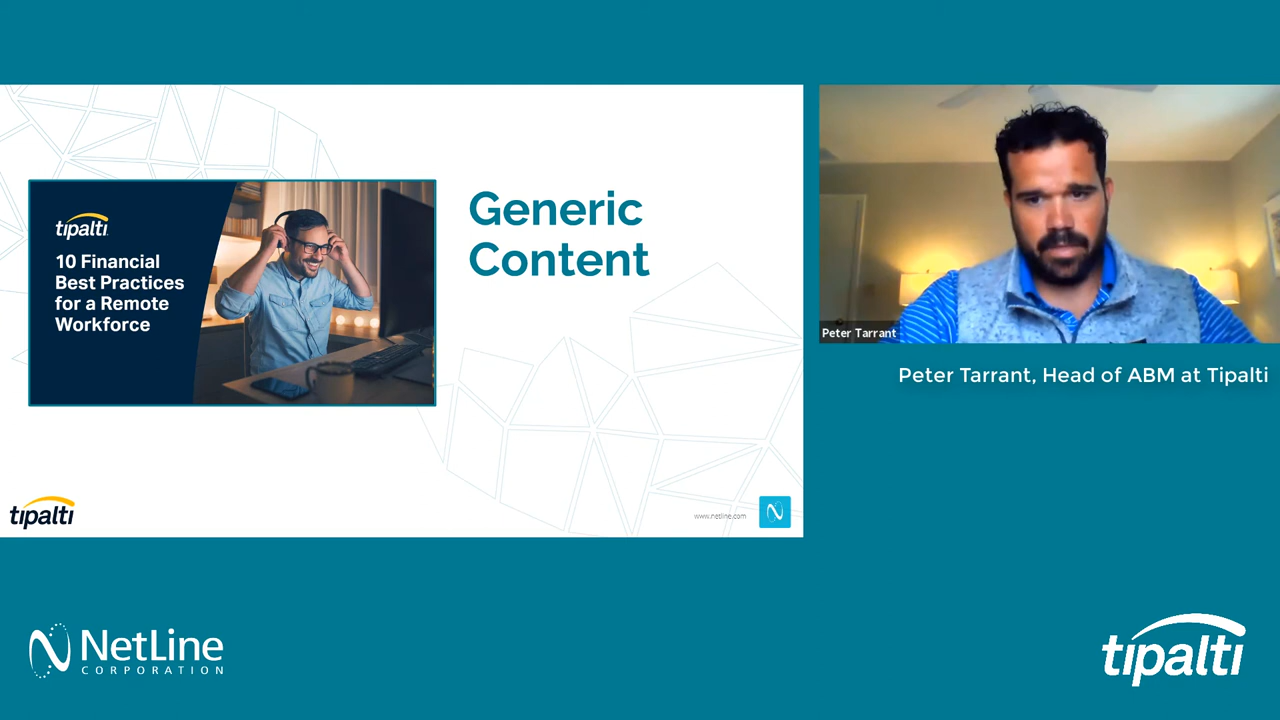 tipalti
10 Financial
Best Practices
for a Remote
Workforce
Generic
Content
tipalti
www.netline.com
Peter Tarrant
Peter Tarrant, Head of ABM at Tipalti
NetLine
CORPORATION
tipalti